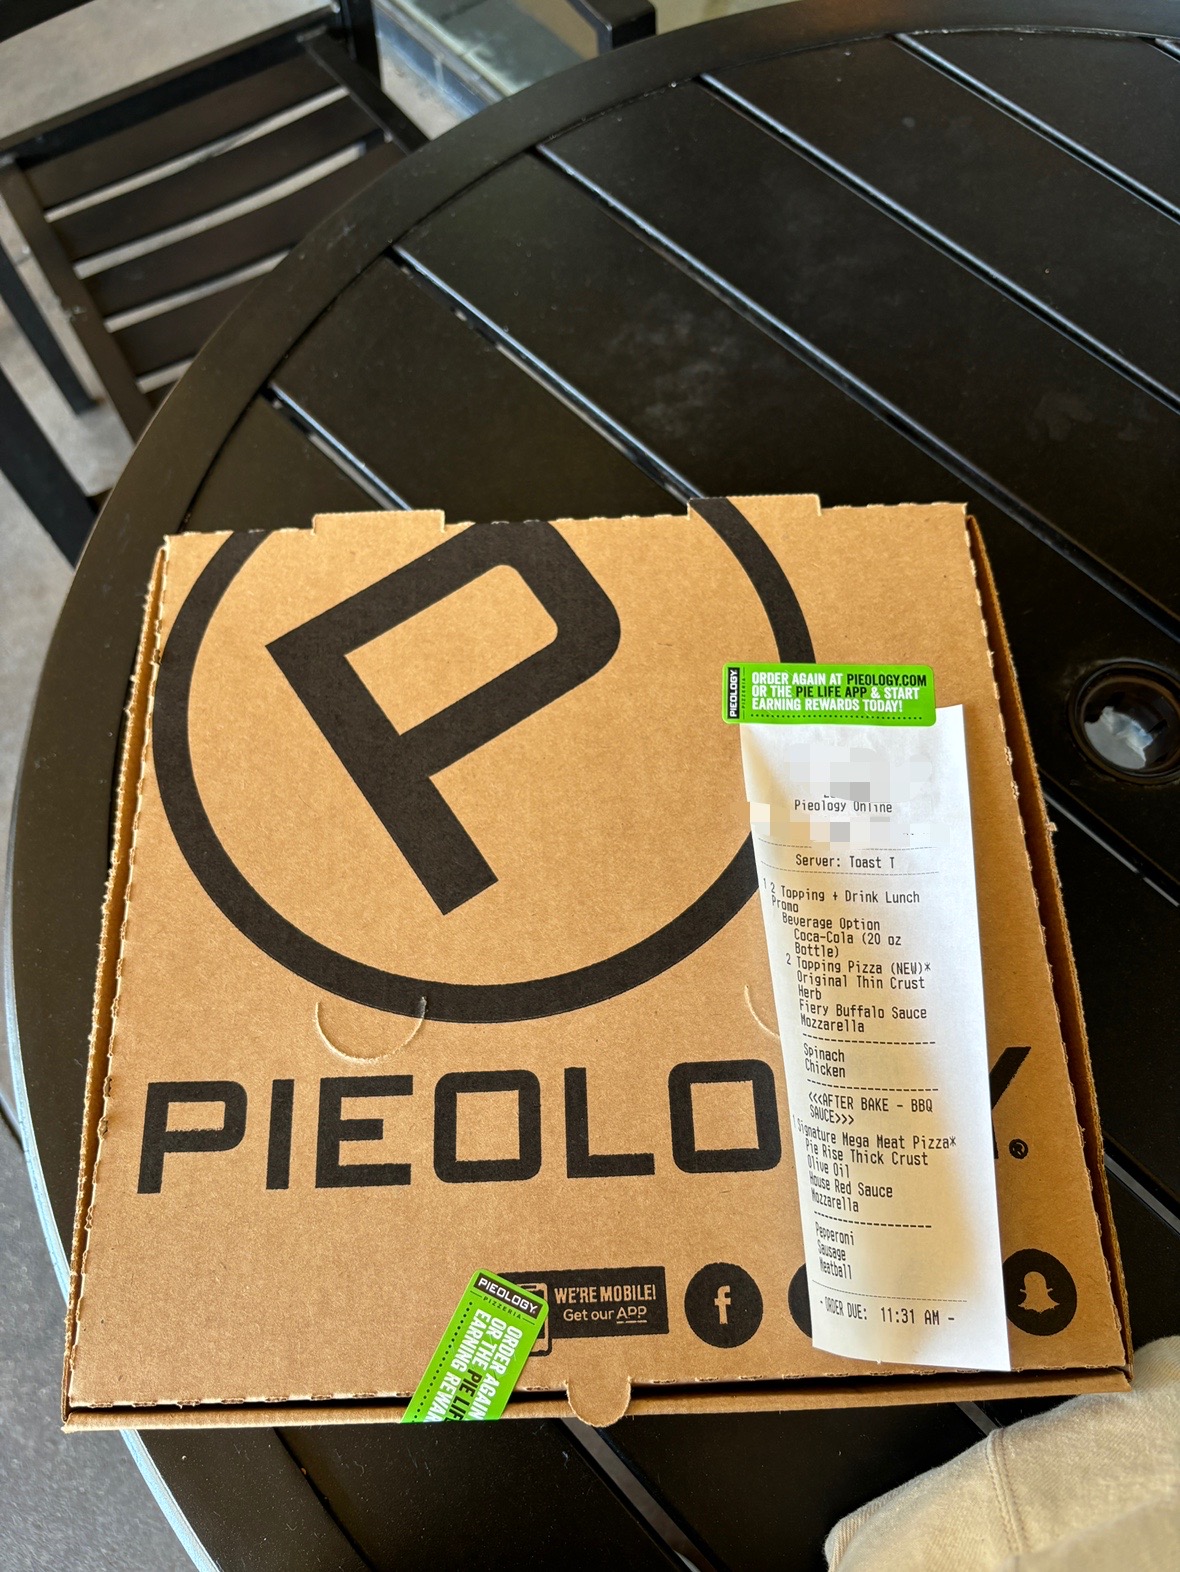 PIEOLOGY
PIZZERIA
ORDER AGAIN AT PIEOLOGY.COM
OR THE PIE LIFE APP & START
EARNING REWARDS TODAY!
Pieology Online
Server: Toast T
1 2 Topping + Drink Lunch
Promo
Beverage Option
Coca-Cola (20 oz
Bottle)
2 Topping Pizza (NEW)*
Original Thin Crust
Herb
Fiery Buffalo Sauce
Mozzarella
Spinach
Chicken
<<<AFTER BAKE - BBQ
SAUCE>>>
1 Signature Mega Meat Pizza*
Pie Rise Thick Crust
Olive Oil
House Red Sauce
Mozzarella
Pepperoni
Sausage
Meatball
- ORDER DUE: 11:31 AM -
P
PIEOLO Y.®
WE'RE MOBILE!
Get our APP
f
PIEOLOGY
PIZZERIA
ORDER AGAIN
OR THE PIE LIF
EARNING REWAR